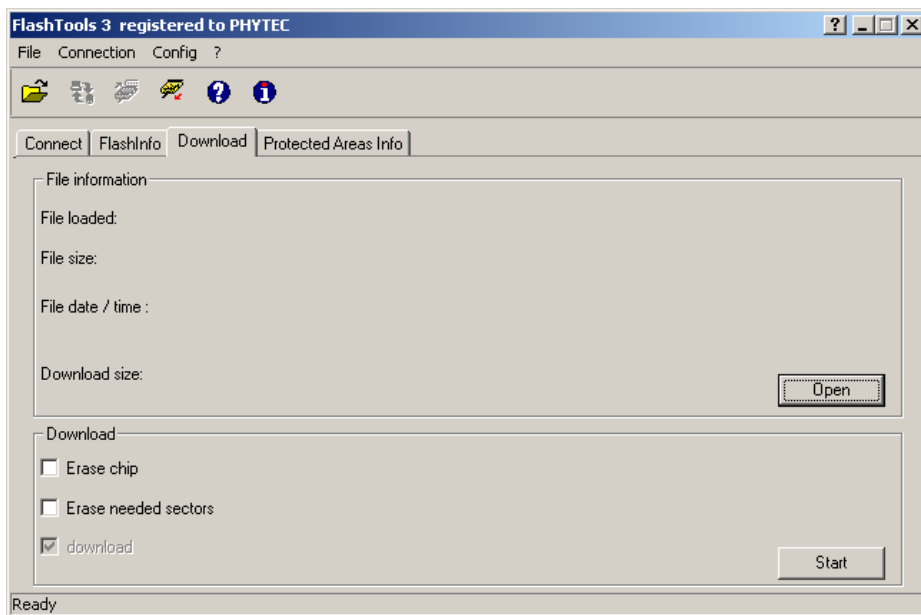 FlashTools 3 registered to PHYTEC
File Connection Config ?
Connect FlashInfo Download Protected Areas Info
File information
File loaded:
File size:
File date / time :
Download size:
Open
Download
Erase chip
Erase needed sectors
download
Start
Ready